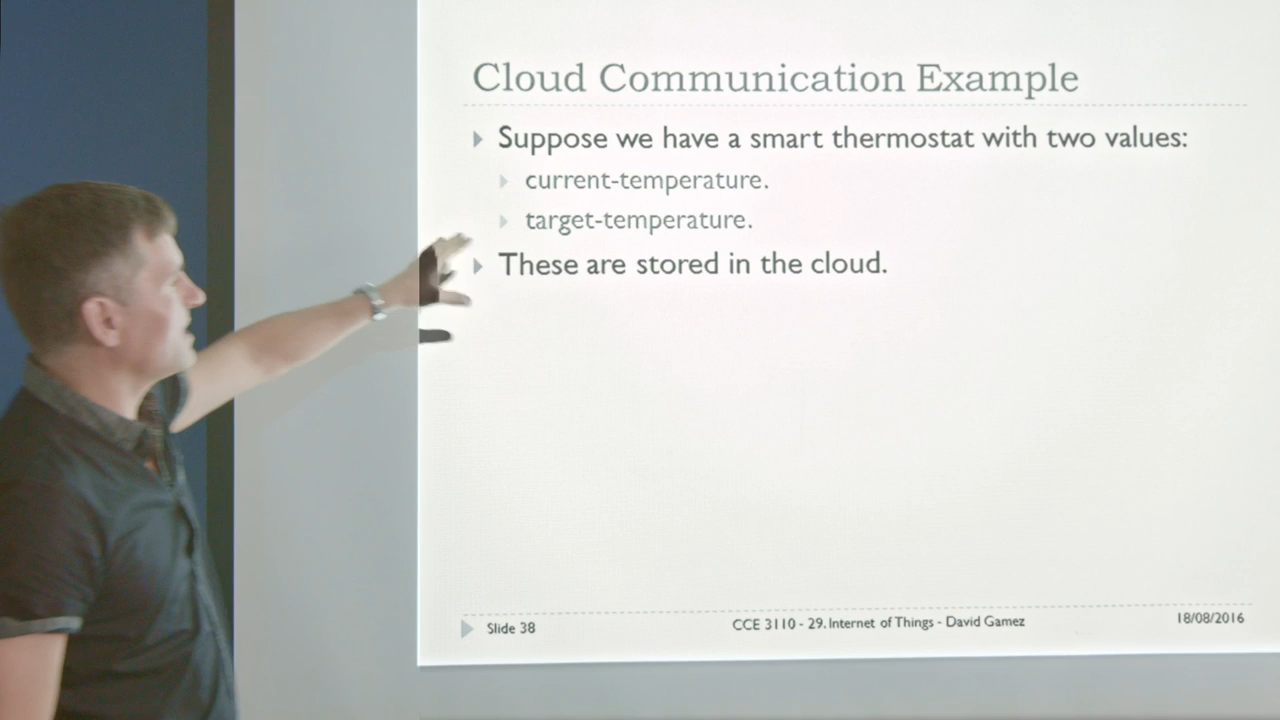 Cloud Communication Example
Suppose we have a smart thermostat with two values:
current-temperature.
target-temperature.
These are stored in the cloud.
Slide 38
CCE 3110 - 29. Internet of Things - David Gamez
18/08/2016